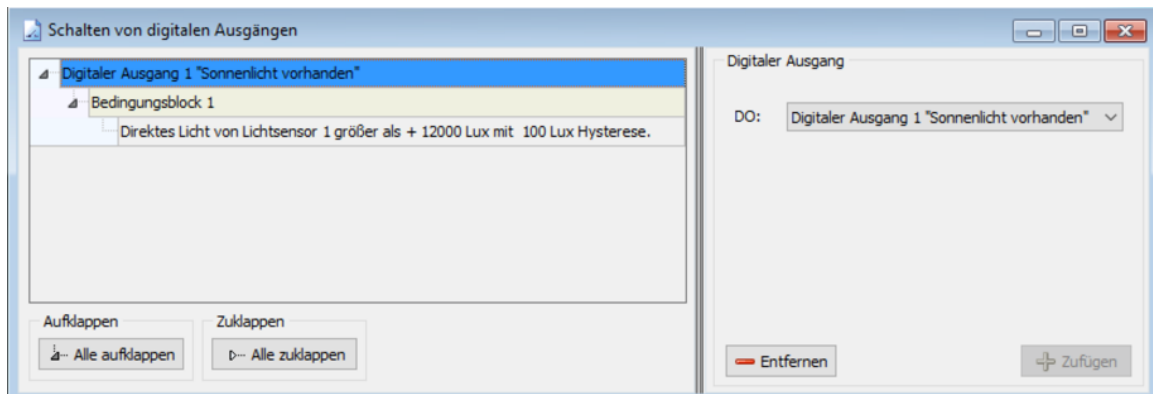 Schalten von digitalen Ausgängen
Digitaler Ausgang 1 "Sonnenlicht vorhanden"
Bedingungsblock 1
Direktes Licht von Lichtsensor 1 größer als + 12000 Lux mit  100 Lux Hysterese.
Aufklappen
Alle aufklappen
Zuklappen
Alle zuklappen
Digitaler Ausgang
DO:
Digitaler Ausgang 1 "Sonnenlicht vorhanden"
Entfernen
Zufügen